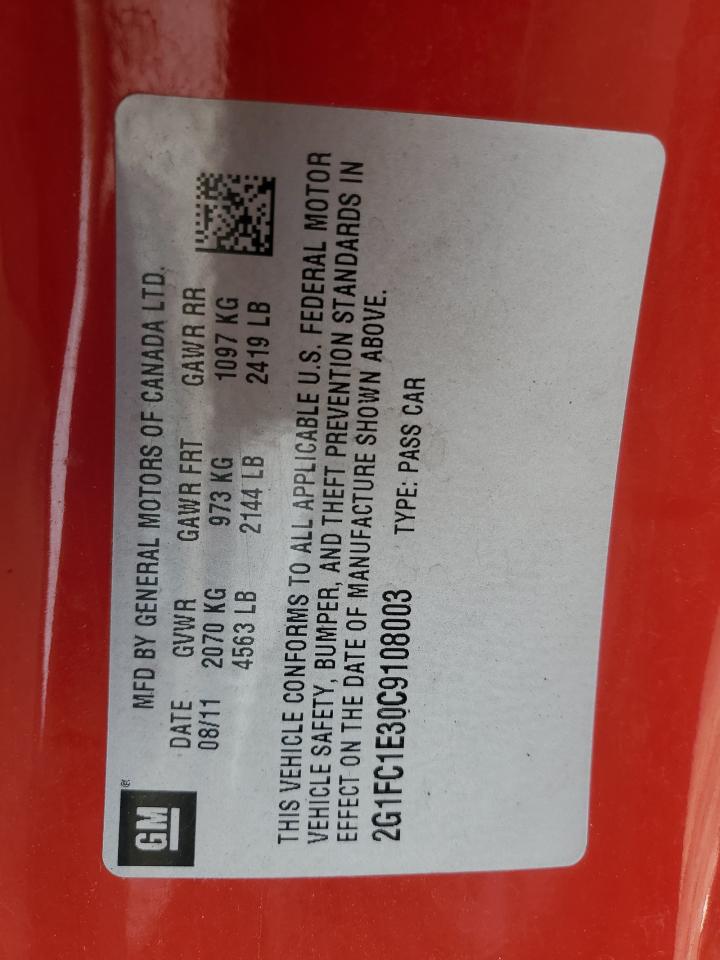 GM®
MFD BY GENERAL MOTORS OF CANADA LTD.
DATE GVWR GAWR FRT GAWR RR
08/11 2070 KG 973 KG 1097 KG
4563 LB 2144 LB 2419 LB
THIS VEHICLE CONFORMS TO ALL APPLICABLE U.S. FEDERAL MOTOR
VEHICLE SAFETY, BUMPER, AND THEFT PREVENTION STANDARDS IN
EFFECT ON THE DATE OF MANUFACTURE SHOWN ABOVE.
2G1FC1E30C9108003 TYPE: PASS CAR